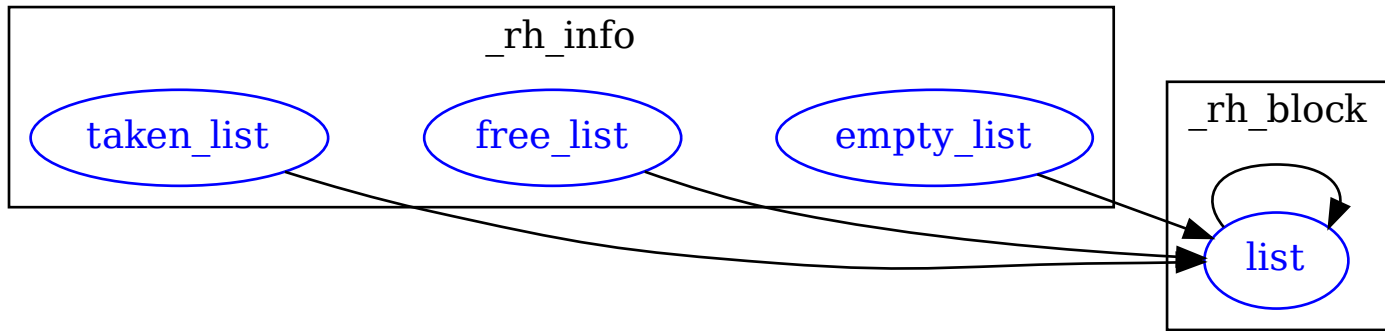 _rh_info
taken_list
free_list
empty_list
_rh_block
list